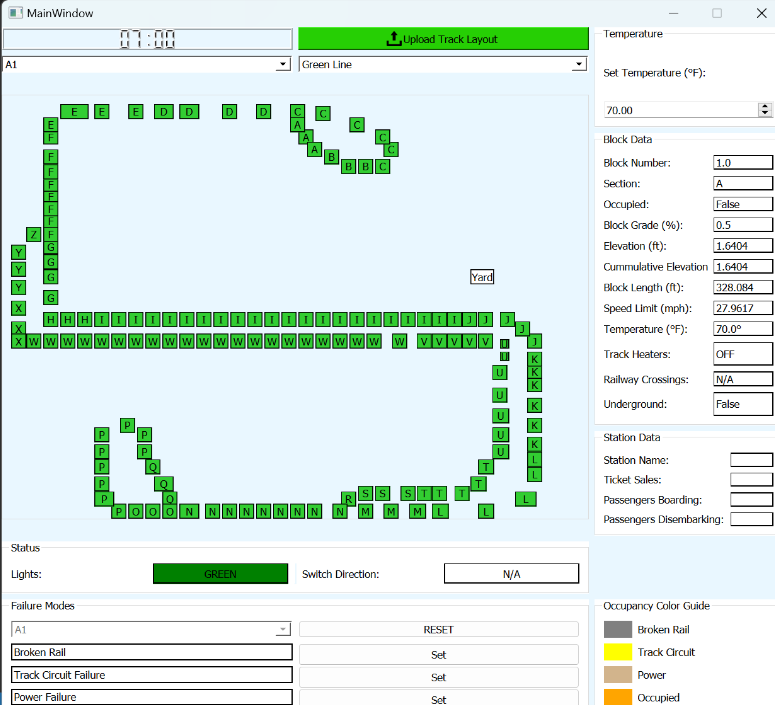 MainWindow
07:00
Upload Track Layout
A1
Green Line
E E E D D D D C C
E A C
F A C
F A B C
F B B C
F
F
F
F
Z F
Y G
Y G
Y G
X G
Yard
H H H I I I I I I I I I I I I I I I I I I I I I I J J J
X J
X W W W W W W W W W W W W W W W W W W W W W W V V V V V U J
U K
U K
K
U K
U K
P U K
P P U K
P P U L
P Q T L
P Q T
P Q R S S S T T T L
P O O O N N N N N N N N N M M M L L
Temperature
Set Temperature (°F):
70.00
Block Data
Block Number: 1.0
Section: A
Occupied: False
Block Grade (%): 0.5
Elevation (ft): 1.6404
Cummulative Elevation 1.6404
Block Length (ft): 328.084
Speed Limit (mph): 27.9617
Temperature (°F): 70.0°
Track Heaters: OFF
Railway Crossings: N/A
Underground: False
Station Data
Station Name:
Ticket Sales:
Passengers Boarding:
Passengers Disembarking:
Status
Lights: GREEN Switch Direction: N/A
Failure Modes
A1 RESET
Broken Rail Set
Track Circuit Failure Set
Power Failure Set
Occupancy Color Guide
Broken Rail
Track Circuit
Power
Occupied